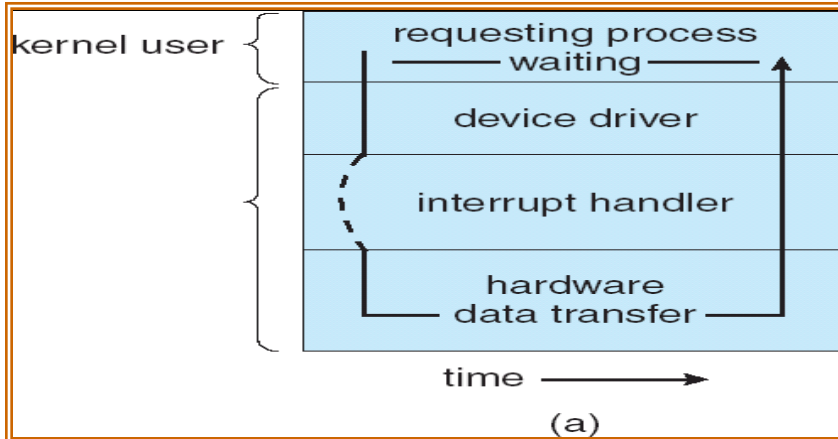 kernel user
requesting process
waiting
device driver
interrupt handler
hardware
data transfer
time
(a)